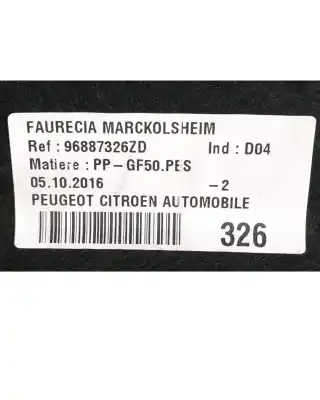 FAURECIA MARCKOLSHEIM
Ref : 96887326ZD Ind : D04
Matiere : PP-GF50.PES
05.10.2016 -2
PEUGEOT CITROEN AUTOMOBILE
326